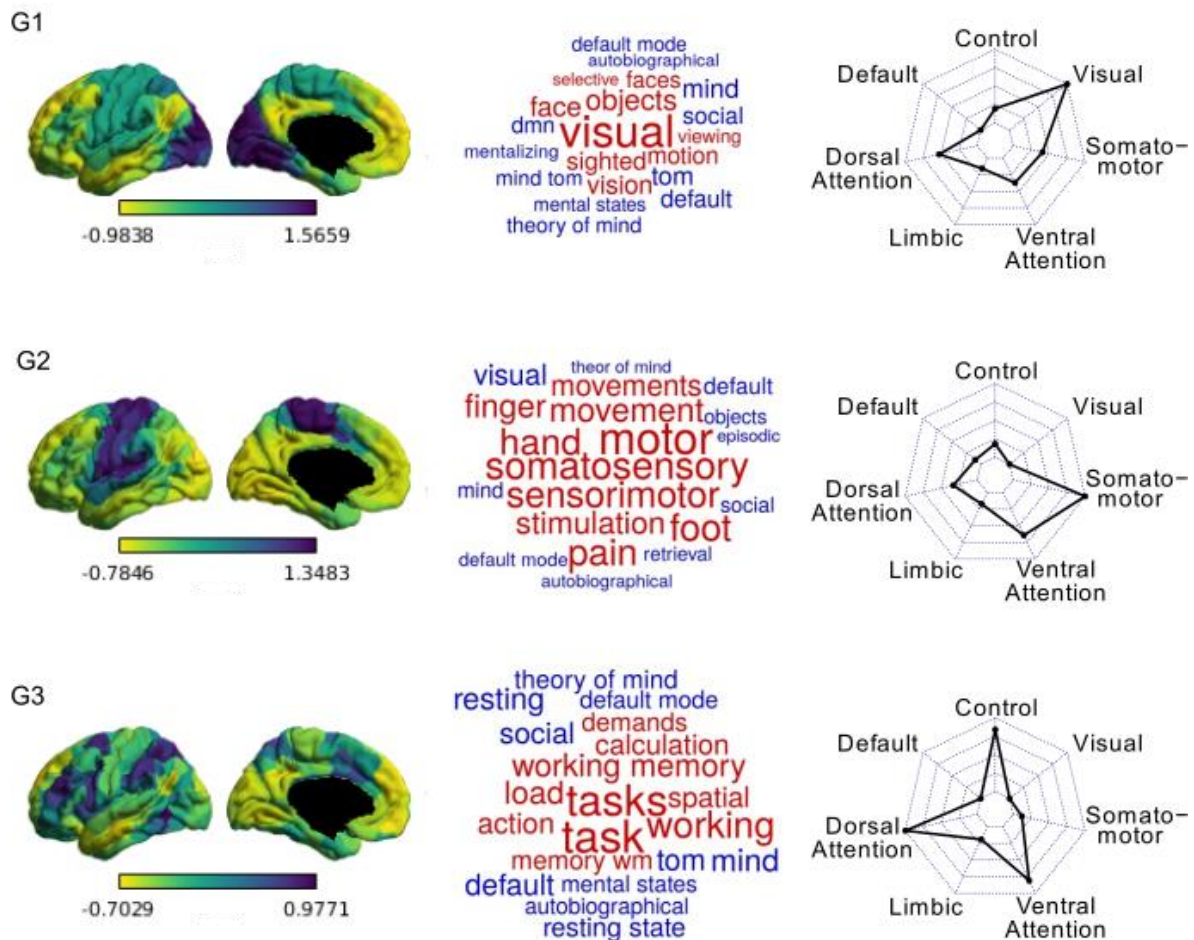 G1
-0.9838 1.5659
default mode
autobiographical
selective faces
face objects mind
social
dmn visual viewing
mentalizing sighted motion
mind tom vision tom
mental states default
theory of mind
Control
Default Visual
Dorsal Somato-
Attention motor
Limbic Ventral
Attention
G2
-0.7846 1.3483
theor of mind
visual movements default
finger movement objects
hand motor episodic
somatosensory
mind sensorimotor social
stimulation foot
default mode pain retrieval
autobiographical
Control
Default Visual
Dorsal Somato-
Attention motor
Limbic Ventral
Attention
G3
-0.7029 0.9771
theory of mind
resting default mode
social demands
calculation
working memory
load tasks spatial
action task working
memory wm tom mind
default mental states
autobiographical
resting state
Control
Default Visual
Dorsal Somato-
Attention motor
Limbic Ventral
Attention